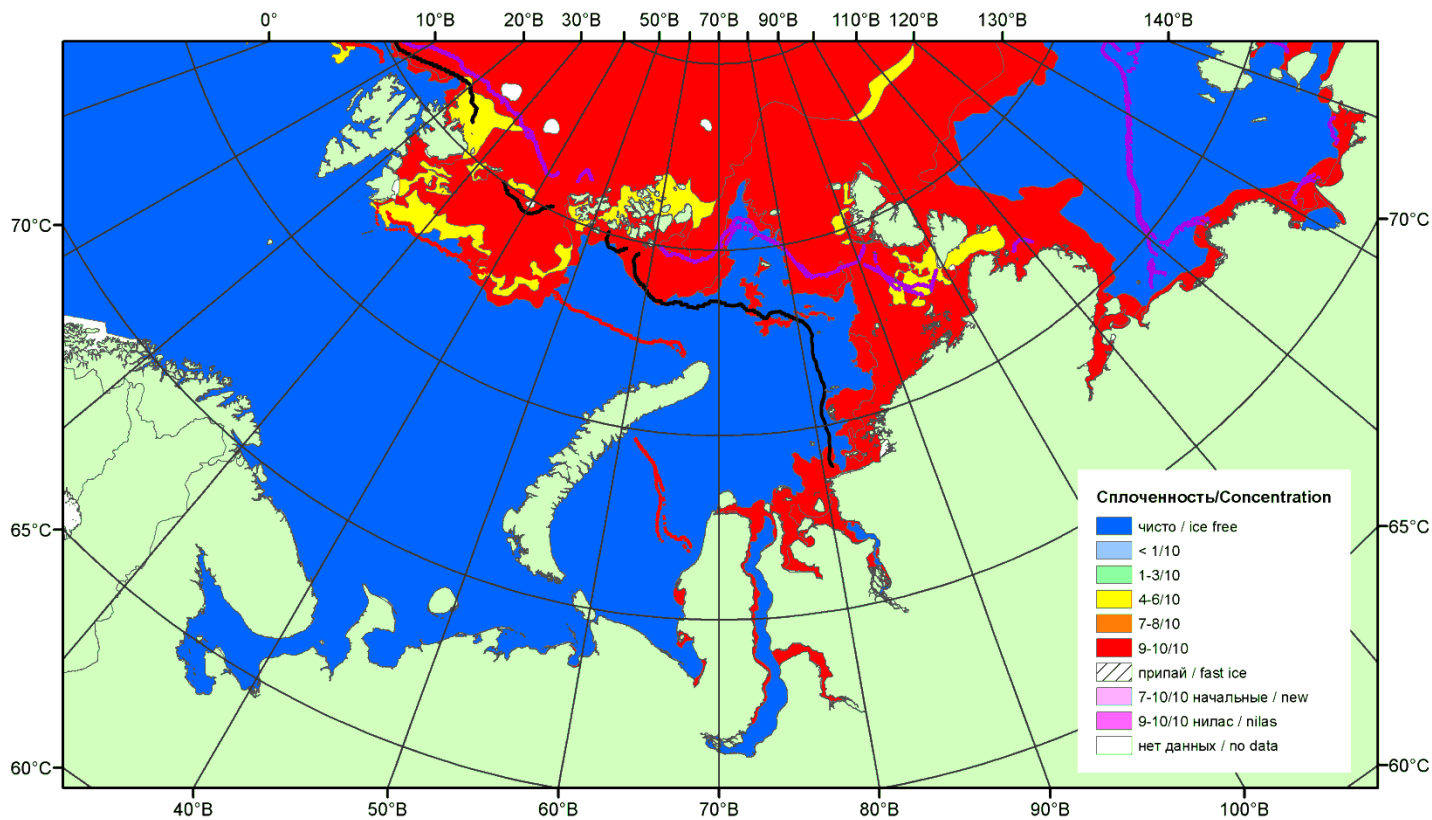 0° 10°В 20°В 30°В 50°В 70°В 90°В 110°В 120°В 130°В 140°В
70°С 70°С
65°С 65°С
60°С 60°С
Сплоченность/Concentration
чисто / ice free
< 1/10
1-3/10
4-6/10
7-8/10
9-10/10
припай / fast ice
7-10/10 начальные / new
9-10/10 нилас / nilas
нет данных / no data
40°В 50°В 60°В 70°В 80°В 90°В 100°В